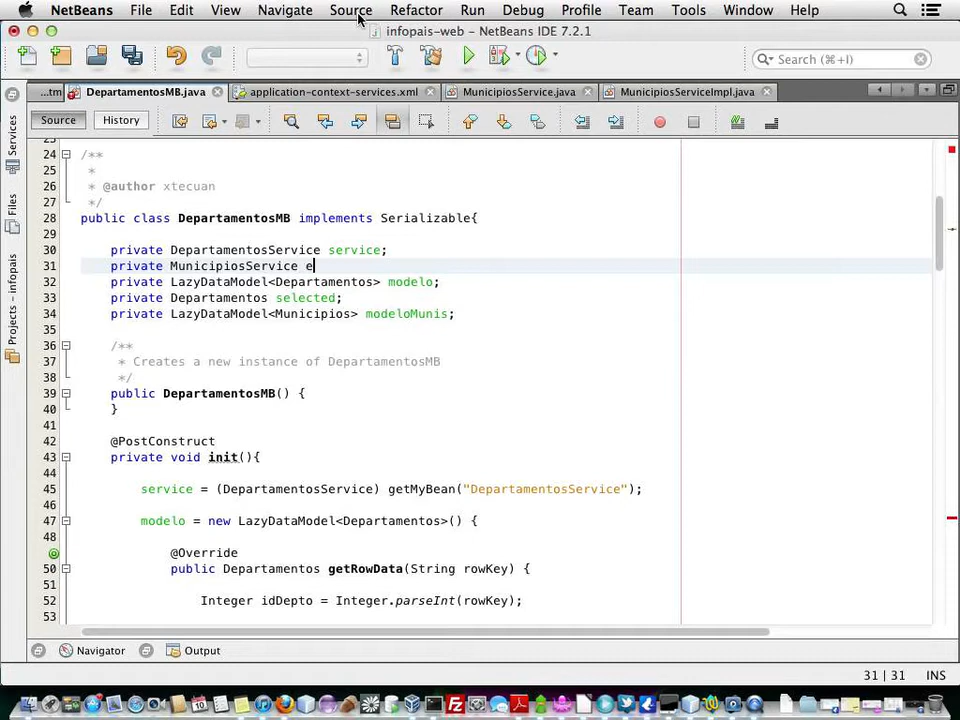 NetBeans File Edit View Navigate Source Refactor Run Debug Profile Team Tools Window Help
infopais-web – NetBeans IDE 7.2.1
Search (⌘+I)
...tm DepartamentosMB.java application-context-services.xml MunicipiosService.java MunicipiosServiceImpl.java
Source History
Services
Files
Projects – infopais
24 /**
25 *
26 * @author xtecuan
27 */
28 public class DepartamentosMB implements Serializable{
29
30 private DepartamentosService service;
31 private MunicipiosService e
32 private LazyDataModel<Departamentos> modelo;
33 private Departamentos selected;
34 private LazyDataModel<Municipios> modeloMunis;
35
36 /**
37 * Creates a new instance of DepartamentosMB
38 */
39 public DepartamentosMB() {
40 }
41
42 @PostConstruct
43 private void init(){
44
45 service = (DepartamentosService) getMyBean("DepartamentosService");
46
47 modelo = new LazyDataModel<Departamentos>() {
48
@Override
50 public Departamentos getRowData(String rowKey) {
51
52 Integer idDepto = Integer.parseInt(rowKey);
53
Navigator Output
31 | 31 INS